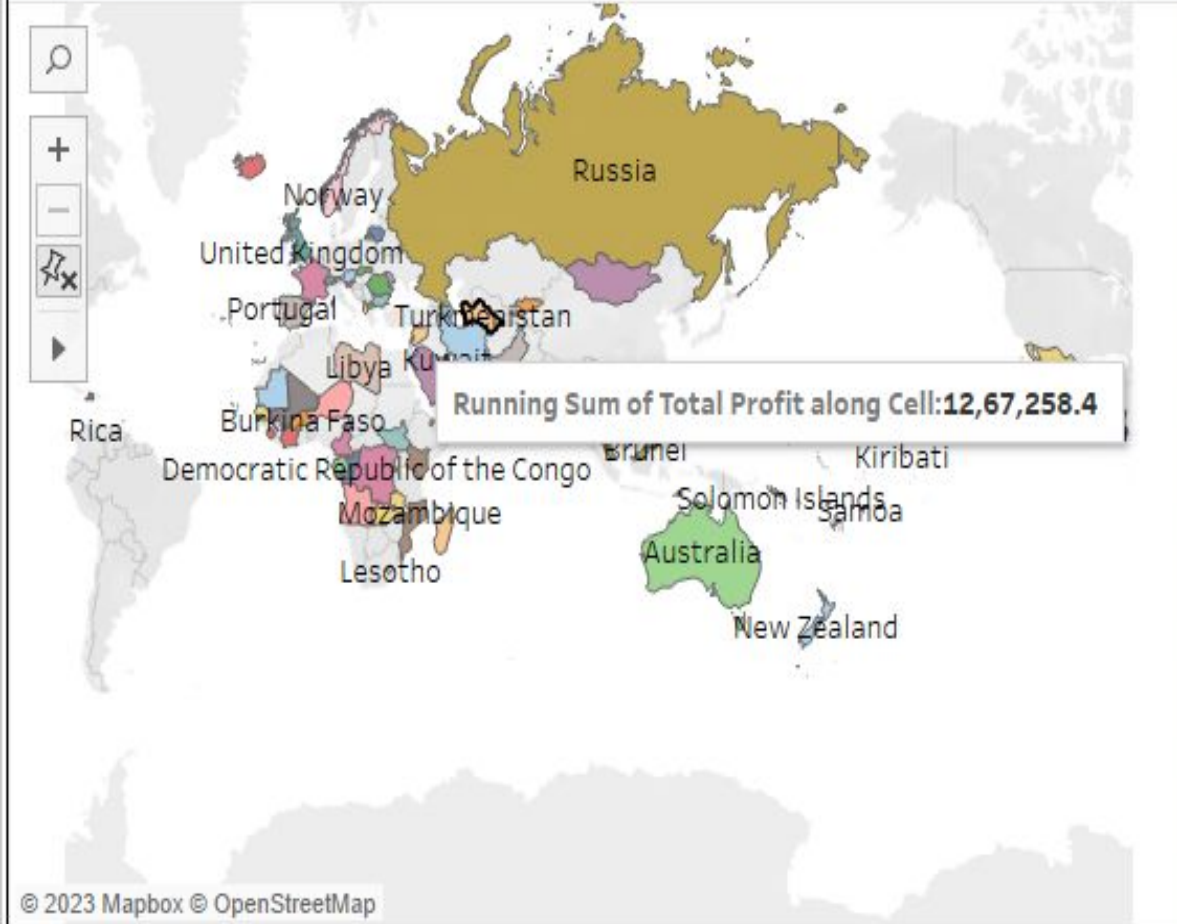 Russia
Norway
United Kingdom
Portugal
Turkmenistan
Libya
Kuwait
Running Sum of Total Profit along Cell:12,67,258.4
Burkina Faso
Rica
Brunei
Kiribati
Democratic Republic of the Congo
Solomon Islands
Samoa
Mozambique
Australia
Lesotho
New Zealand
© 2023 Mapbox © OpenStreetMap